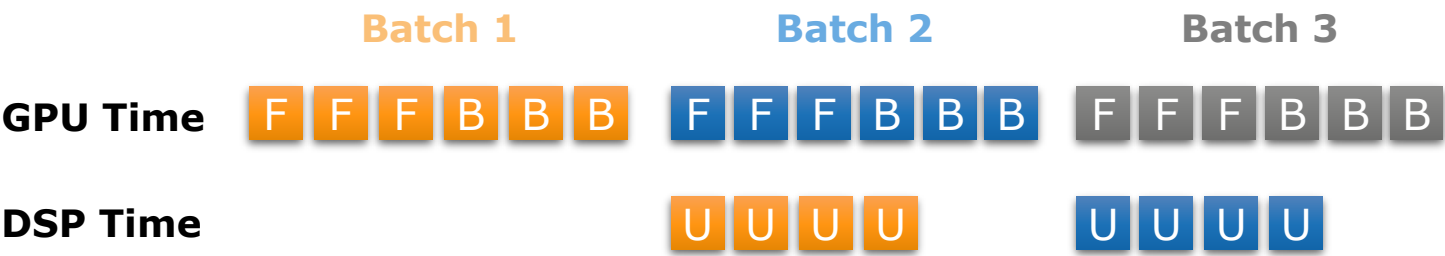 Batch 1 Batch 2 Batch 3
GPU Time F F F B B B F F F B B B F F F B B B
DSP Time U U U U U U U U